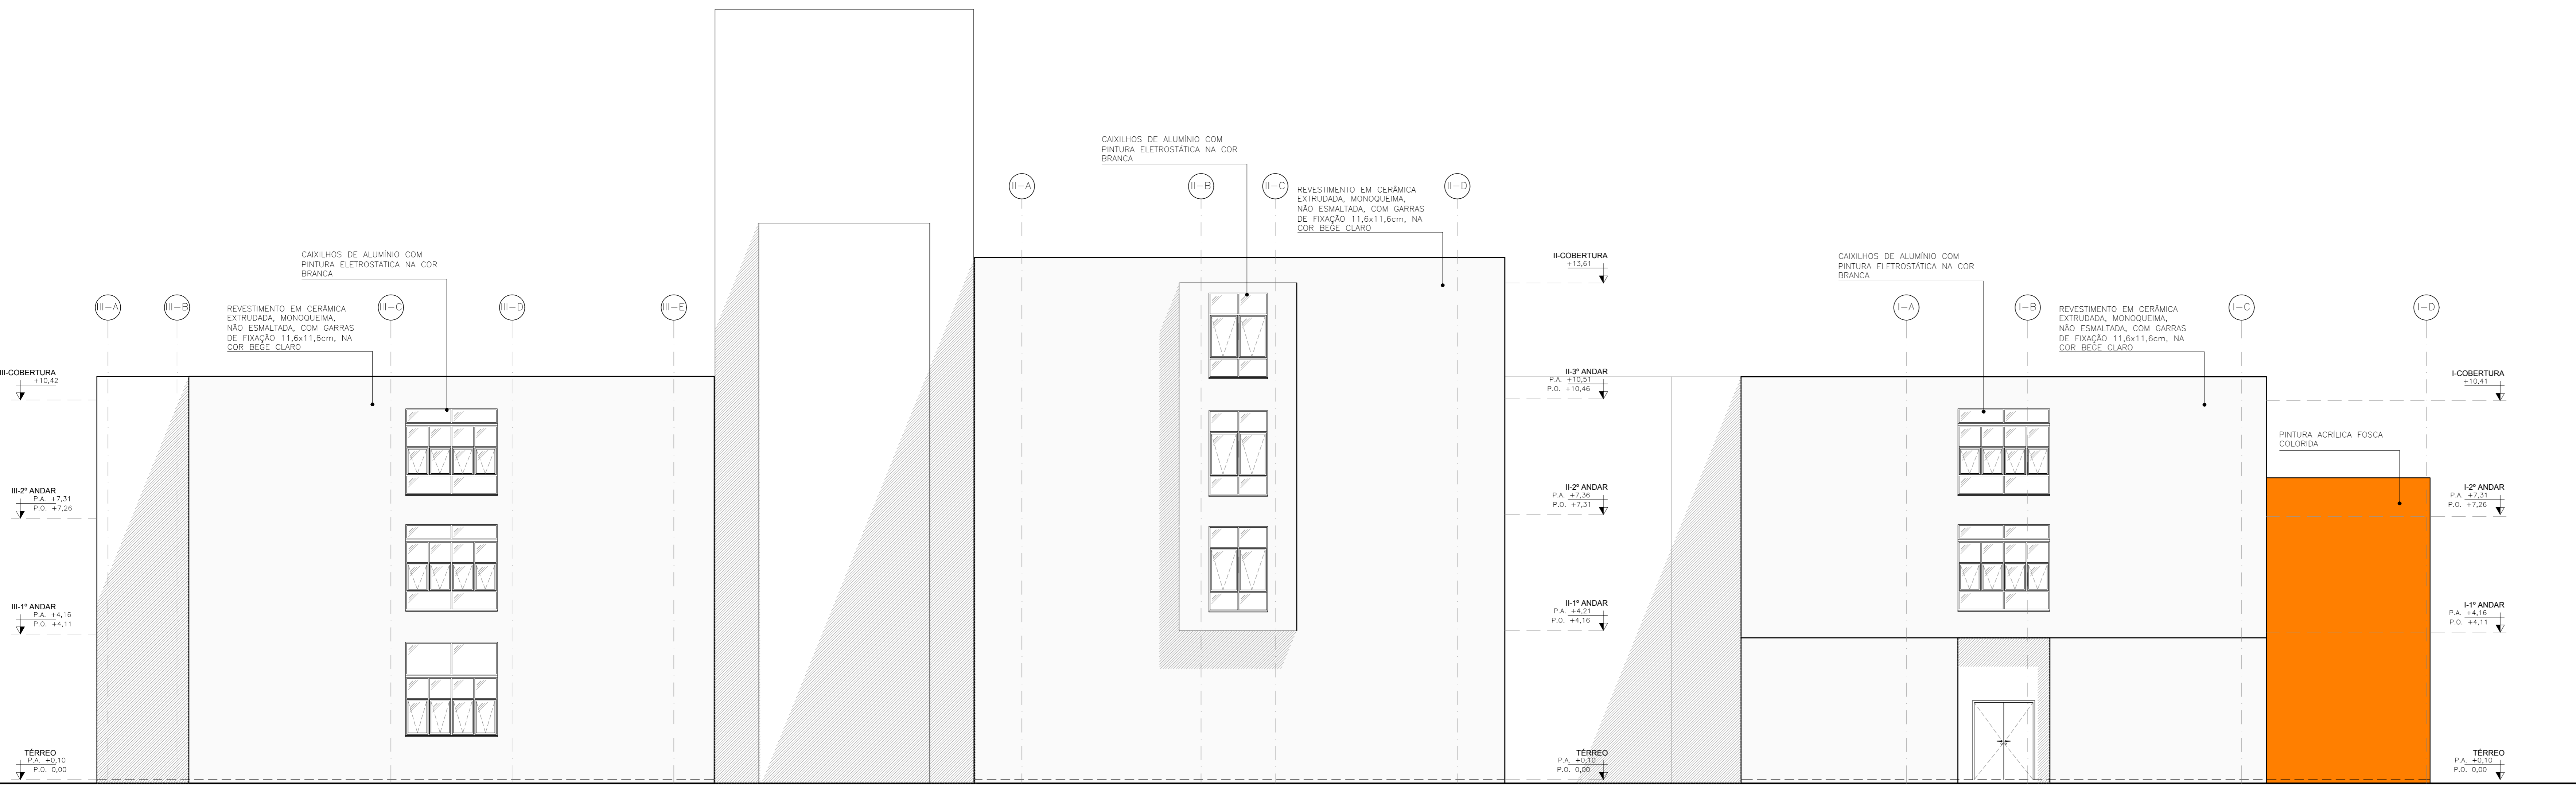 CAIXILHOS DE ALUMÍNIO COM
PINTURA ELETROSTÁTICA NA COR
BRANCA
III-A
III-B
III-C
III-D
III-E
REVESTIMENTO EM CERÂMICA
EXTRUDADA, MONOQUEIMA,
NÃO ESMALTADA, COM GARRAS
DE FIXAÇÃO 11,6x11,6cm, NA
COR BEGE CLARO
III-COBERTURA
+10,42
III-2º ANDAR
P.A. +7,31
P.O. +7,26
III-1º ANDAR
P.A. +4,16
P.O. +4,11
TÉRREO
P.A. +0,10
P.O. 0,00
CAIXILHOS DE ALUMÍNIO COM
PINTURA ELETROSTÁTICA NA COR
BRANCA
II-A
II-B
II-C
II-D
REVESTIMENTO EM CERÂMICA
EXTRUDADA, MONOQUEIMA,
NÃO ESMALTADA, COM GARRAS
DE FIXAÇÃO 11,6x11,6cm, NA
COR BEGE CLARO
II-COBERTURA
+13,61
II-3º ANDAR
P.A. +10,51
P.O. +10,46
II-2º ANDAR
P.A. +7,36
P.O. +7,31
II-1º ANDAR
P.A. +4,21
P.O. +4,16
TÉRREO
P.A. +0,10
P.O. 0,00
CAIXILHOS DE ALUMÍNIO COM
PINTURA ELETROSTÁTICA NA COR
BRANCA
I-A
I-B
I-C
I-D
REVESTIMENTO EM CERÂMICA
EXTRUDADA, MONOQUEIMA,
NÃO ESMALTADA, COM GARRAS
DE FIXAÇÃO 11,6x11,6cm, NA
COR BEGE CLARO
PINTURA ACRÍLICA FOSCA
COLORIDA
I-COBERTURA
+10,41
I-2º ANDAR
P.A. +7,31
P.O. +7,26
I-1º ANDAR
P.A. +4,16
P.O. +4,11
TÉRREO
P.A. +0,10
P.O. 0,00